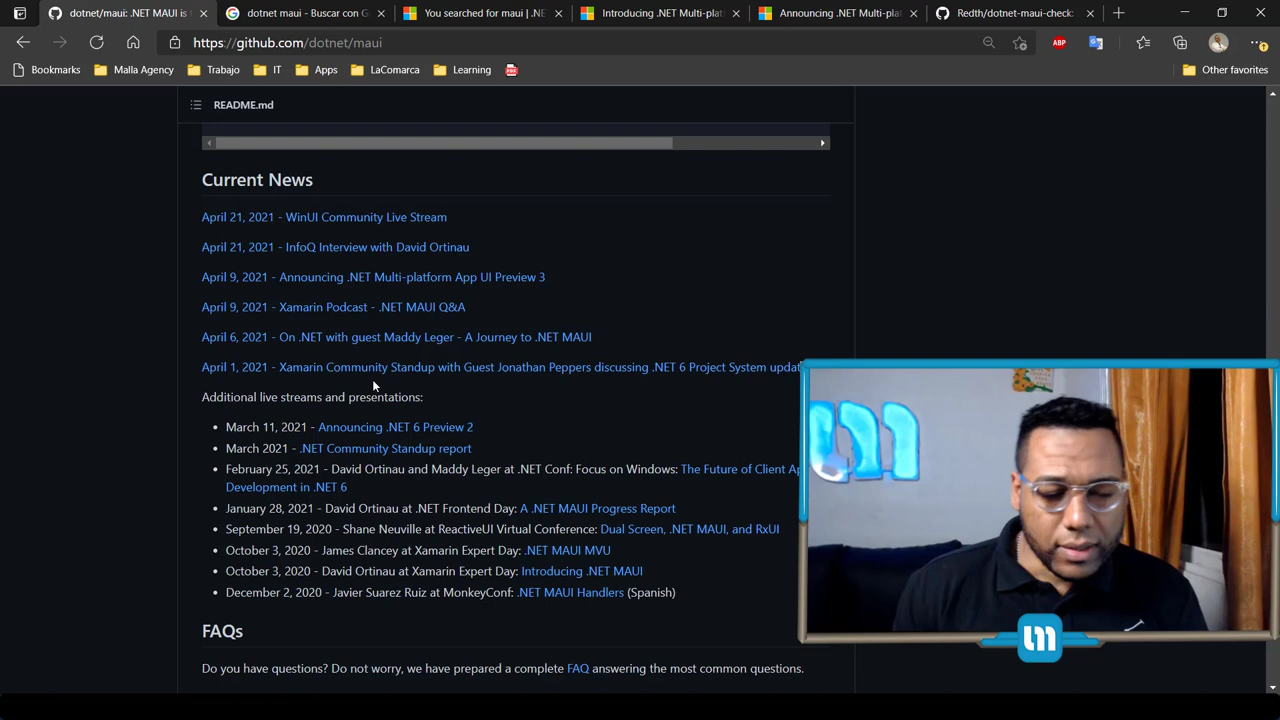 dotnet/maui: .NET MAUI is
dotnet maui - Buscar con G
You searched for maui | .NE
Introducing .NET Multi-plat
Announcing .NET Multi-plat
Redth/dotnet-maui-check:
https://github.com/dotnet/maui
ABP
Bookmarks
Malla Agency
Trabajo
IT
Apps
LaComarca
Learning
Other favorites
README.md
Current News
April 21, 2021 - WinUI Community Live Stream
April 21, 2021 - InfoQ Interview with David Ortinau
April 9, 2021 - Announcing .NET Multi-platform App UI Preview 3
April 9, 2021 - Xamarin Podcast - .NET MAUI Q&A
April 6, 2021 - On .NET with guest Maddy Leger - A Journey to .NET MAUI
April 1, 2021 - Xamarin Community Standup with Guest Jonathan Peppers discussing .NET 6 Project System updat
Additional live streams and presentations:
• March 11, 2021 - Announcing .NET 6 Preview 2
• March 2021 - .NET Community Standup report
• February 25, 2021 - David Ortinau and Maddy Leger at .NET Conf: Focus on Windows: The Future of Client Ap
Development in .NET 6
• January 28, 2021 - David Ortinau at .NET Frontend Day: A .NET MAUI Progress Report
• September 19, 2020 - Shane Neuville at ReactiveUI Virtual Conference: Dual Screen, .NET MAUI, and RxUI
• October 3, 2020 - James Clancey at Xamarin Expert Day: .NET MAUI MVU
• October 3, 2020 - David Ortinau at Xamarin Expert Day: Introducing .NET MAUI
• December 2, 2020 - Javier Suarez Ruiz at MonkeyConf: .NET MAUI Handlers (Spanish)
FAQs
Do you have questions? Do not worry, we have prepared a complete FAQ answering the most common questions.